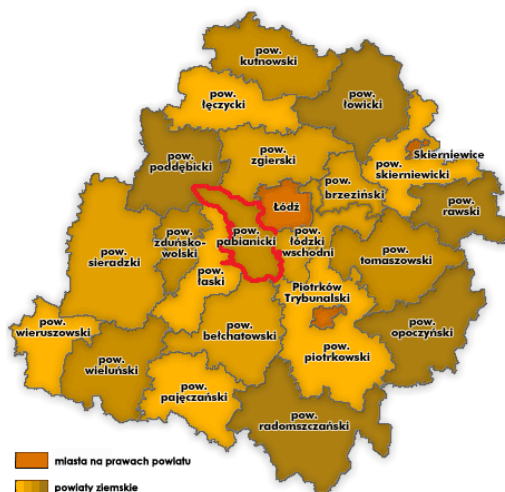 pow.
kutnowski
pow.
łęczycki
pow.
łowicki
Skierniewice
pow.
skierniewicki
pow.
poddębicki
pow.
zgierski
pow.
brzeziński
pow.
rawski
Łódź
pow.
pabianicki
pow.
łódzki
wschodni
pow.
zduńsko-
wolski
pow.
sieradzki
pow.
łaski
pow.
tomaszowski
Piotrków
Trybunalski
pow.
wieruszowski
pow.
wieluński
pow.
bełchatowski
pow.
piotrkowski
pow.
opoczyński
pow.
pajęczański
pow.
radomszczański
miasta na prawach powiatu
powiaty ziemskie